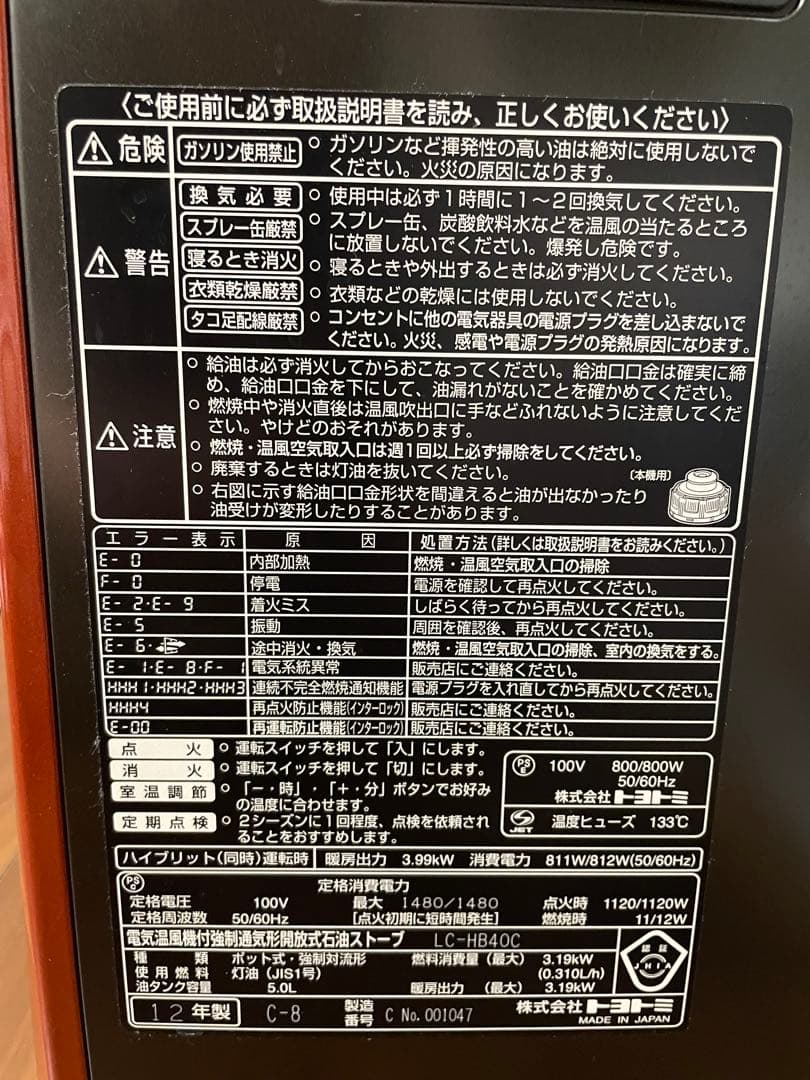 〈ご使用前に必ず取扱説明書を読み、正しくお使いください〉
危険
ガソリン使用禁止
○ ガソリンなど揮発性の高い油は絶対に使用しないで
ください。火災の原因になります。
警告
換気必要
○ 使用中は必ず1時間に1～2回換気してください。
スプレー缶厳禁
○ スプレー缶、炭酸飲料水などを温風の当たるところ
に放置しないでください。爆発し危険です。
寝るとき消火
○ 寝るときや外出するときは必ず消火してください。
衣類乾燥厳禁
○ 衣類などの乾燥には使用しないでください。
タコ足配線厳禁
○ コンセントに他の電気器具の電源プラグを差し込まないで
ください。火災、感電や電源プラグの発熱原因になります。
注意
○ 給油は必ず消火してからおこなってください。給油口口金は確実に締
め、給油口口金を下にして、油漏れがないことを確かめてください。
○ 燃焼中や消火直後は温風吹出口に手などふれないように注意してくだ
さい。やけどのおそれがあります。
○ 燃焼・温風空気取入口は週1回以上必ず掃除をしてください。
○ 廃棄するときは灯油を抜いてください。
○ 右図に示す給油口口金形状を間違えると油が出なかったり
油受けが変形したりすることがあります。
〔本機用〕
エラー表示 原因 処置方法(詳しくは取扱説明書をお読みください。)
E- 0 内部加熱 燃焼・温風空気取入口の掃除
F- 0 停電 電源を確認して再点火してください。
E- 2・E- 9 着火ミス しばらく待ってから再点火してください。
E- 5 振動 周囲を確認後、再点火してください。
E- 6・ 途中消火・換気 燃焼・温風空気取入口の掃除、室内の換気をする。
E- 1・E- 8・F- 1 電気系統異常 販売店にご連絡ください。
HHH1・HHH2・HHH3 連続不完全燃焼通知機能 電源プラグを入れ直してから再点火してください。
HHH4 再点火防止機能(インターロック) 販売店にご連絡ください。
E-00 再運転防止機能(インターロック) 販売店にご連絡ください。
点火 ○ 運転スイッチを押して「入」にします。
消火 ○ 運転スイッチを押して「切」にします。
室温調節 ○ 「－・時」・「＋・分」ボタンでお好み
の温度に合わせます。
定期点検 ○ 2シーズンに1回程度、点検を依頼され
ることをおすすめします。
PSE 100V 800/800W
50/60Hz
株式会社トヨトミ
JET 温度ヒューズ 133℃
ハイブリット(同時)運転時 暖房出力 3.99kW 消費電力 811W/812W(50/60Hz)
PSC 定格消費電力
定格電圧 100V 最大 1480/1480 点火時 1120/1120W
定格周波数 50/60Hz [点火初期に短時間発生] 燃焼時 11/12W
電気温風機付強制通気形開放式石油ストーブ LC-HB40C
種類 ポット式・強制対流形 燃料消費量(最大) 3.19kW
使用燃料 灯油(JIS1号) (0.310L/h)
油タンク容量 5.0L 暖房出力 (最大) 3.19kW
認証
JHIA
12年製 C-8 製造番号 C No.001047 株式会社トヨトミ
MADE IN JAPAN